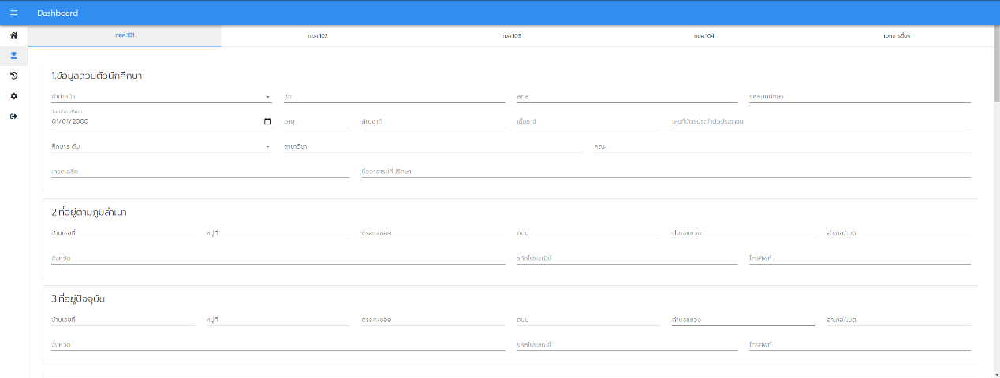 Dashboard
กยศ.101 กยศ.102 กยศ.103 กยศ.104 เอกสารอื่นๆ
1.ข้อมูลส่วนตัวนักศึกษา
คำนำหน้า ชื่อ สกุล รหัสนักศึกษา
วัน/เดือน/ปีเกิด
01/01/2000 อายุ สัญชาติ เชื้อชาติ เลขที่บัตรประจำตัวประชาชน
ศึกษาระดับ สาขาวิชา คณะ
เกรดเฉลี่ย ชื่ออาจารย์ที่ปรึกษา
2.ที่อยู่ตามภูมิลำเนา
บ้านเลขที่ หมู่ที่ ตรอก/ซอย ถนน ตำบลแขวง อำเภอ/เขต
จังหวัด รหัสไปรษณีย์ โทรศัพท์
3.ที่อยู่ปัจจุบัน
บ้านเลขที่ หมู่ที่ ตรอก/ซอย ถนน ตำบลแขวง อำเภอ/เขต
จังหวัด รหัสไปรษณีย์ โทรศัพท์